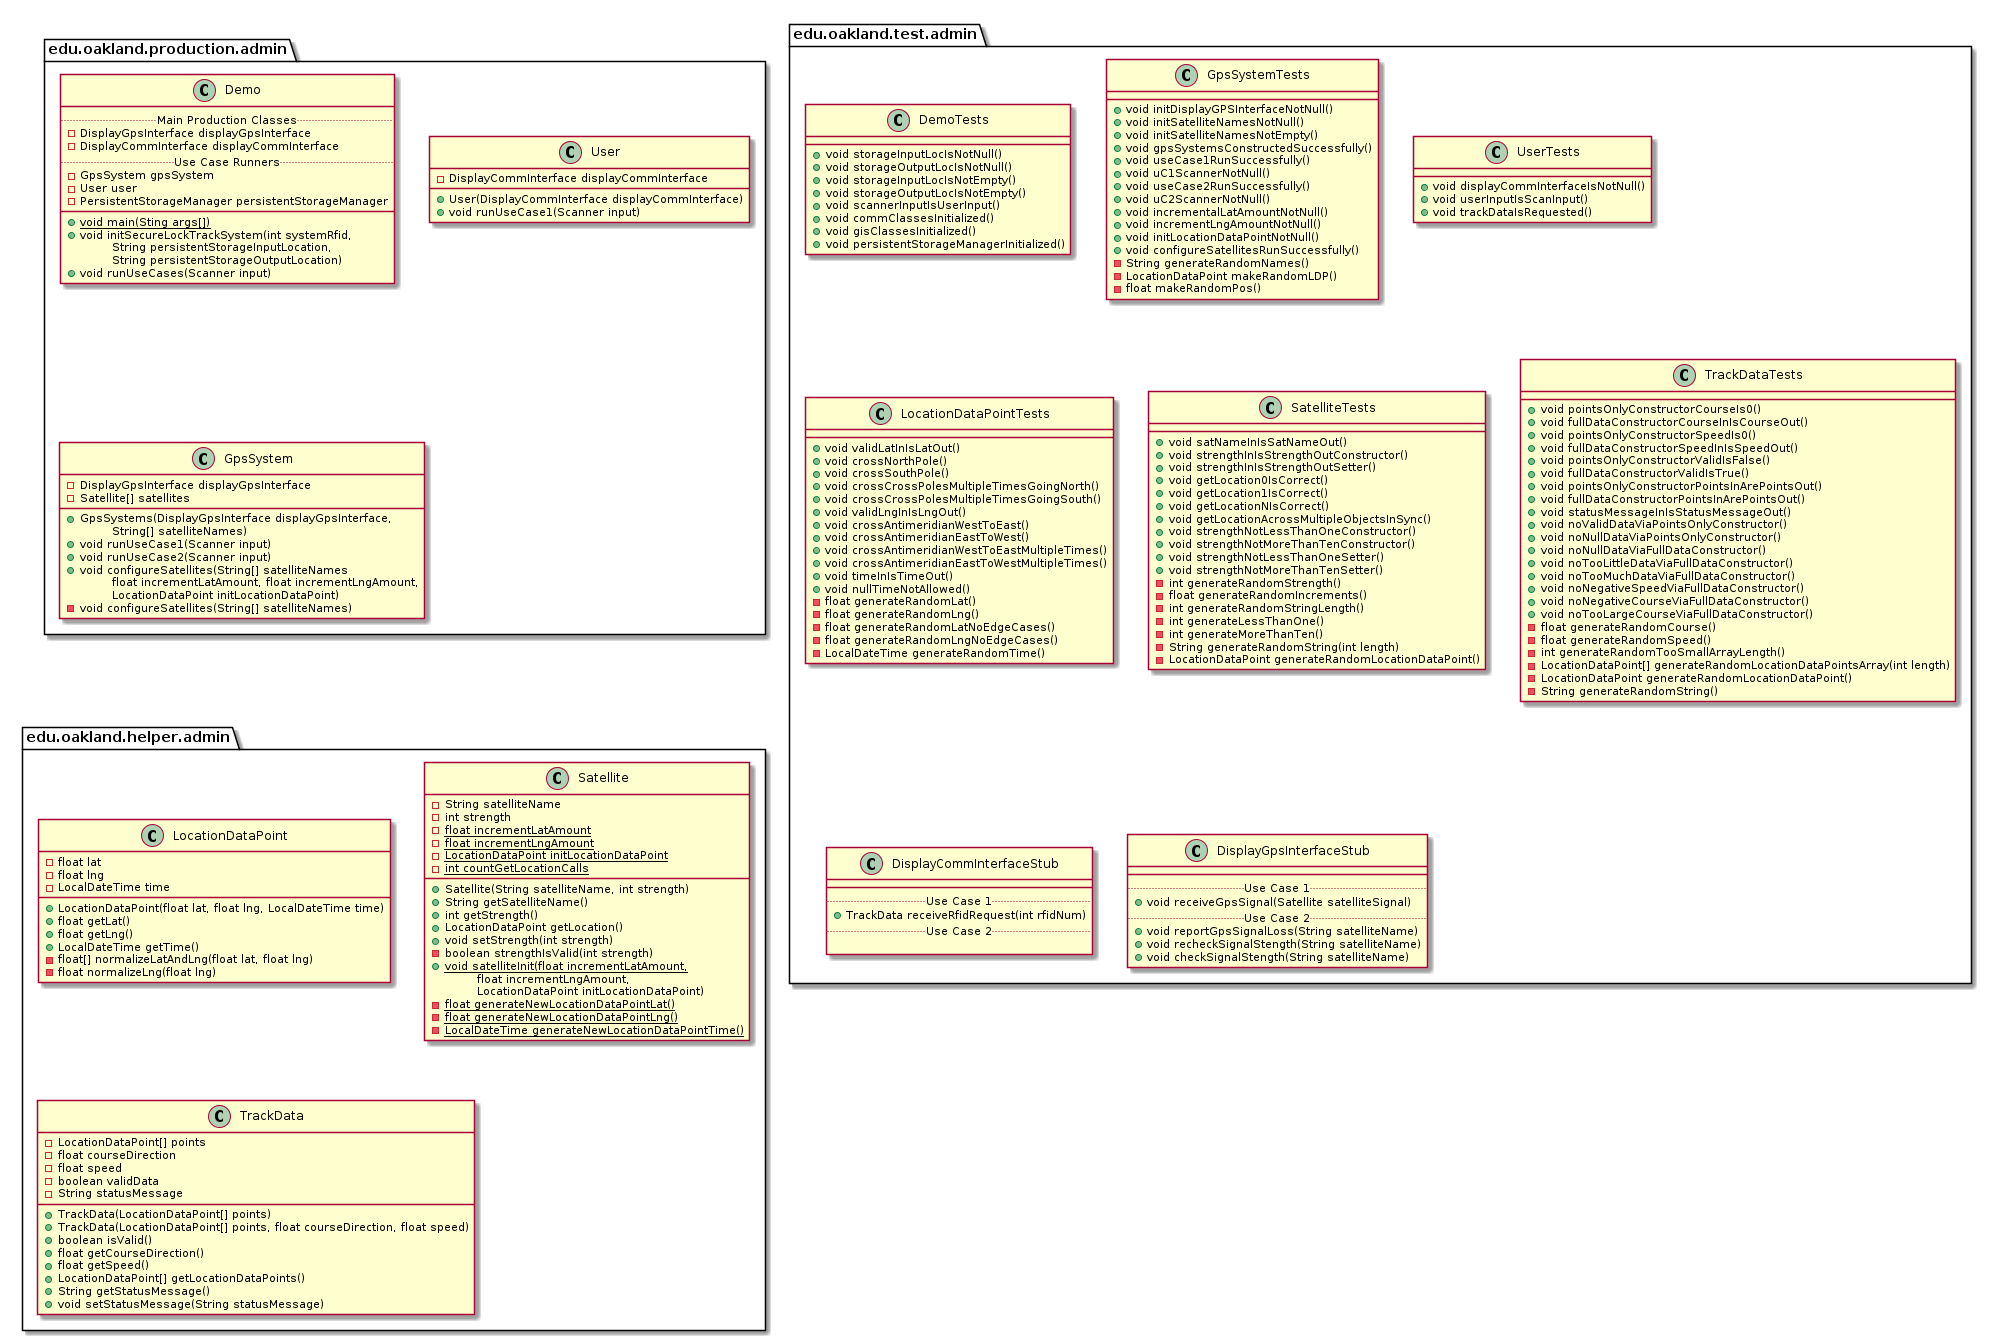 edu.oakland.production.admin
Demo
Main Production Classes
DisplayGpsInterface displayGpsInterface
DisplayCommInterface displayCommInterface
Use Case Runners
GpsSystem gpsSystem
User user
PersistentStorageManager persistentStorageManager
void main(Sting args[])
void initSecureLockTrackSystem(int systemRfid,
String persistentStorageInputLocation,
String persistentStorageOutputLocation)
void runUseCases(Scanner input)
User
DisplayCommInterface displayCommInterface
User(DisplayCommInterface displayCommInterface)
void runUseCase1(Scanner input)
GpsSystem
DisplayGpsInterface displayGpsInterface
Satellite[] satellites
GpsSystems(DisplayGpsInterface displayGpsInterface,
String[] satelliteNames)
void runUseCase1(Scanner input)
void runUseCase2(Scanner input)
void configureSatellites(String[] satelliteNames
float incrementLatAmount, float incrementLngAmount,
LocationDataPoint initLocationDataPoint)
void configureSatellites(String[] satelliteNames)
edu.oakland.test.admin
DemoTests
void storageInputLocIsNotNull()
void storageOutputLocIsNotNull()
void storageInputLocIsNotEmpty()
void storageOutputLocIsNotEmpty()
void scannerInputIsUserInput()
void commClassesInitialized()
void gisClassesInitialized()
void persistentStorageManagerInitialized()
GpsSystemTests
void initDisplayGPSInterfaceNotNull()
void initSatelliteNamesNotNull()
void initSatelliteNamesNotEmpty()
void gpsSystemsConstructedSuccessfully()
void useCase1RunSuccessfully()
void uC1ScannerNotNull()
void useCase2RunSuccessfully()
void uC2ScannerNotNull()
void incrementalLatAmountNotNull()
void incrementLngAmountNotNull()
void initLocationDataPointNotNull()
void configureSatellitesRunSuccessfully()
String generateRandomNames()
LocationDataPoint makeRandomLDP()
float makeRandomPos()
UserTests
void displayCommInterfaceIsNotNull()
void userInputIsScanInput()
void trackDataIsRequested()
LocationDataPointTests
void validLatInIsLatOut()
void crossNorthPole()
void crossSouthPole()
void crossCrossPolesMultipleTimesGoingNorth()
void crossCrossPolesMultipleTimesGoingSouth()
void validLngInIsLngOut()
void crossAntimeridianWestToEast()
void crossAntimeridianEastToWest()
void crossAntimeridianWestToEastMultipleTimes()
void crossAntimeridianEastToWestMultipleTimes()
void timeInIsTimeOut()
void nullTimeNotAllowed()
float generateRandomLat()
float generateRandomLng()
float generateRandomLatNoEdgeCases()
float generateRandomLngNoEdgeCases()
LocalDateTime generateRandomTime()
SatelliteTests
void satNameInIsSatNameOut()
void strengthInIsStrengthOutConstructor()
void strengthInIsStrengthOutSetter()
void getLocation0IsCorrect()
void getLocation1IsCorrect()
void getLocationNIsCorrect()
void getLocationAcrossMultipleObjectsInSync()
void strengthNotLessThanOneConstructor()
void strengthNotMoreThanTenConstructor()
void strengthNotLessThanOneSetter()
void strengthNotMoreThanTenSetter()
int generateRandomStrength()
float generateRandomIncrements()
int generateRandomStringLength()
int generateLessThanOne()
int generateMoreThanTen()
String generateRandomString(int length)
LocationDataPoint generateRandomLocationDataPoint()
TrackDataTests
void pointsOnlyConstructorCourseIs0()
void fullDataConstructorCourseInIsCourseOut()
void pointsOnlyConstructorSpeedIs0()
void fullDataConstructorSpeedInIsSpeedOut()
void pointsOnlyConstructorValidIsFalse()
void fullDataConstructorValidIsTrue()
void pointsOnlyConstructorPointsInArePointsOut()
void fullDataConstructorPointsInArePointsOut()
void statusMessageInIsStatusMessageOut()
void noValidDataViaPointsOnlyConstructor()
void noNullDataViaPointsOnlyConstructor()
void noNullDataViaFullDataConstructor()
void noTooLittleDataViaFullDataConstructor()
void noTooMuchDataViaFullDataConstructor()
void noNegativeSpeedViaFullDataConstructor()
void noNegativeCourseViaFullDataConstructor()
void noTooLargeCourseViaFullDataConstructor()
float generateRandomCourse()
float generateRandomSpeed()
int generateRandomTooSmallArrayLength()
LocationDataPoint[] generateRandomLocationDataPointsArray(int length)
LocationDataPoint generateRandomLocationDataPoint()
String generateRandomString()
DisplayCommInterfaceStub
Use Case 1
TrackData receiveRfidRequest(int rfidNum)
Use Case 2
DisplayGpsInterfaceStub
Use Case 1
void receiveGpsSignal(Satellite satelliteSignal)
Use Case 2
void reportGpsSignalLoss(String satelliteName)
void recheckSignalStength(String satelliteName)
void checkSignalStength(String satelliteName)
edu.oakland.helper.admin
LocationDataPoint
float lat
float lng
LocalDateTime time
LocationDataPoint(float lat, float lng, LocalDateTime time)
float getLat()
float getLng()
LocalDateTime getTime()
float[] normalizeLatAndLng(float lat, float lng)
float normalizeLng(float lng)
Satellite
String satelliteName
int strength
float incrementLatAmount
float incrementLngAmount
LocationDataPoint initLocationDataPoint
int countGetLocationCalls
Satellite(String satelliteName, int strength)
String getSatelliteName()
int getStrength()
LocationDataPoint getLocation()
void setStrength(int strength)
boolean strengthIsValid(int strength)
void satelliteInit(float incrementLatAmount,
float incrementLngAmount,
LocationDataPoint initLocationDataPoint)
float generateNewLocationDataPointLat()
float generateNewLocationDataPointLng()
LocalDateTime generateNewLocationDataPointTime()
TrackData
LocationDataPoint[] points
float courseDirection
float speed
boolean validData
String statusMessage
TrackData(LocationDataPoint[] points)
TrackData(LocationDataPoint[] points, float courseDirection, float speed)
boolean isValid()
float getCourseDirection()
float getSpeed()
LocationDataPoint[] getLocationDataPoints()
String getStatusMessage()
void setStatusMessage(String statusMessage)